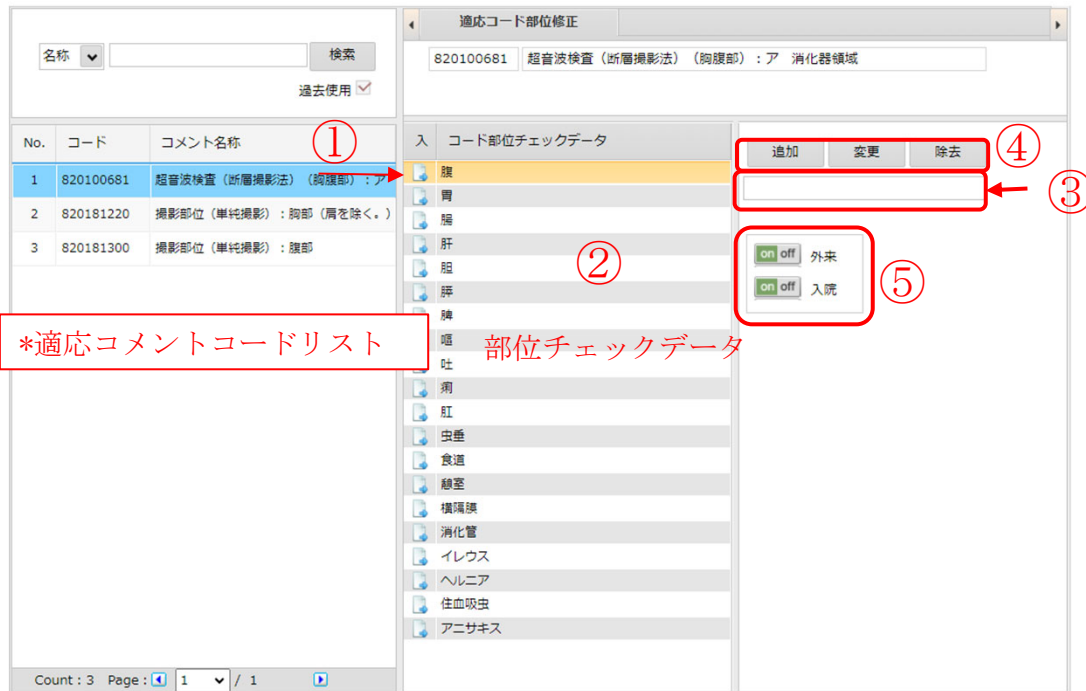 適応コード部位修正
名称
検索
過去使用
820100681 超音波検査（断層撮影法）（胸腹部）：ア 消化器領域
No. コード コメント名称
①
1 820100681 超音波検査（断層撮影法）（胸腹部）：ア
2 820181220 撮影部位（単純撮影）：胸部（肩を除く。）
3 820181300 撮影部位（単純撮影）：腹部
*適応コメントコードリスト
Count : 3 Page : 1 / 1
入 コード部位チェックデータ
腹
胃
腸
肝
胆
膵
脾
嘔
吐
痢
肛
虫垂
食道
憩室
横隔膜
消化管
イレウス
ヘルニア
住血吸虫
アニサキス
②
部位チェックデータ
追加 変更 除去
④
③
on off 外来
on off 入院
⑤